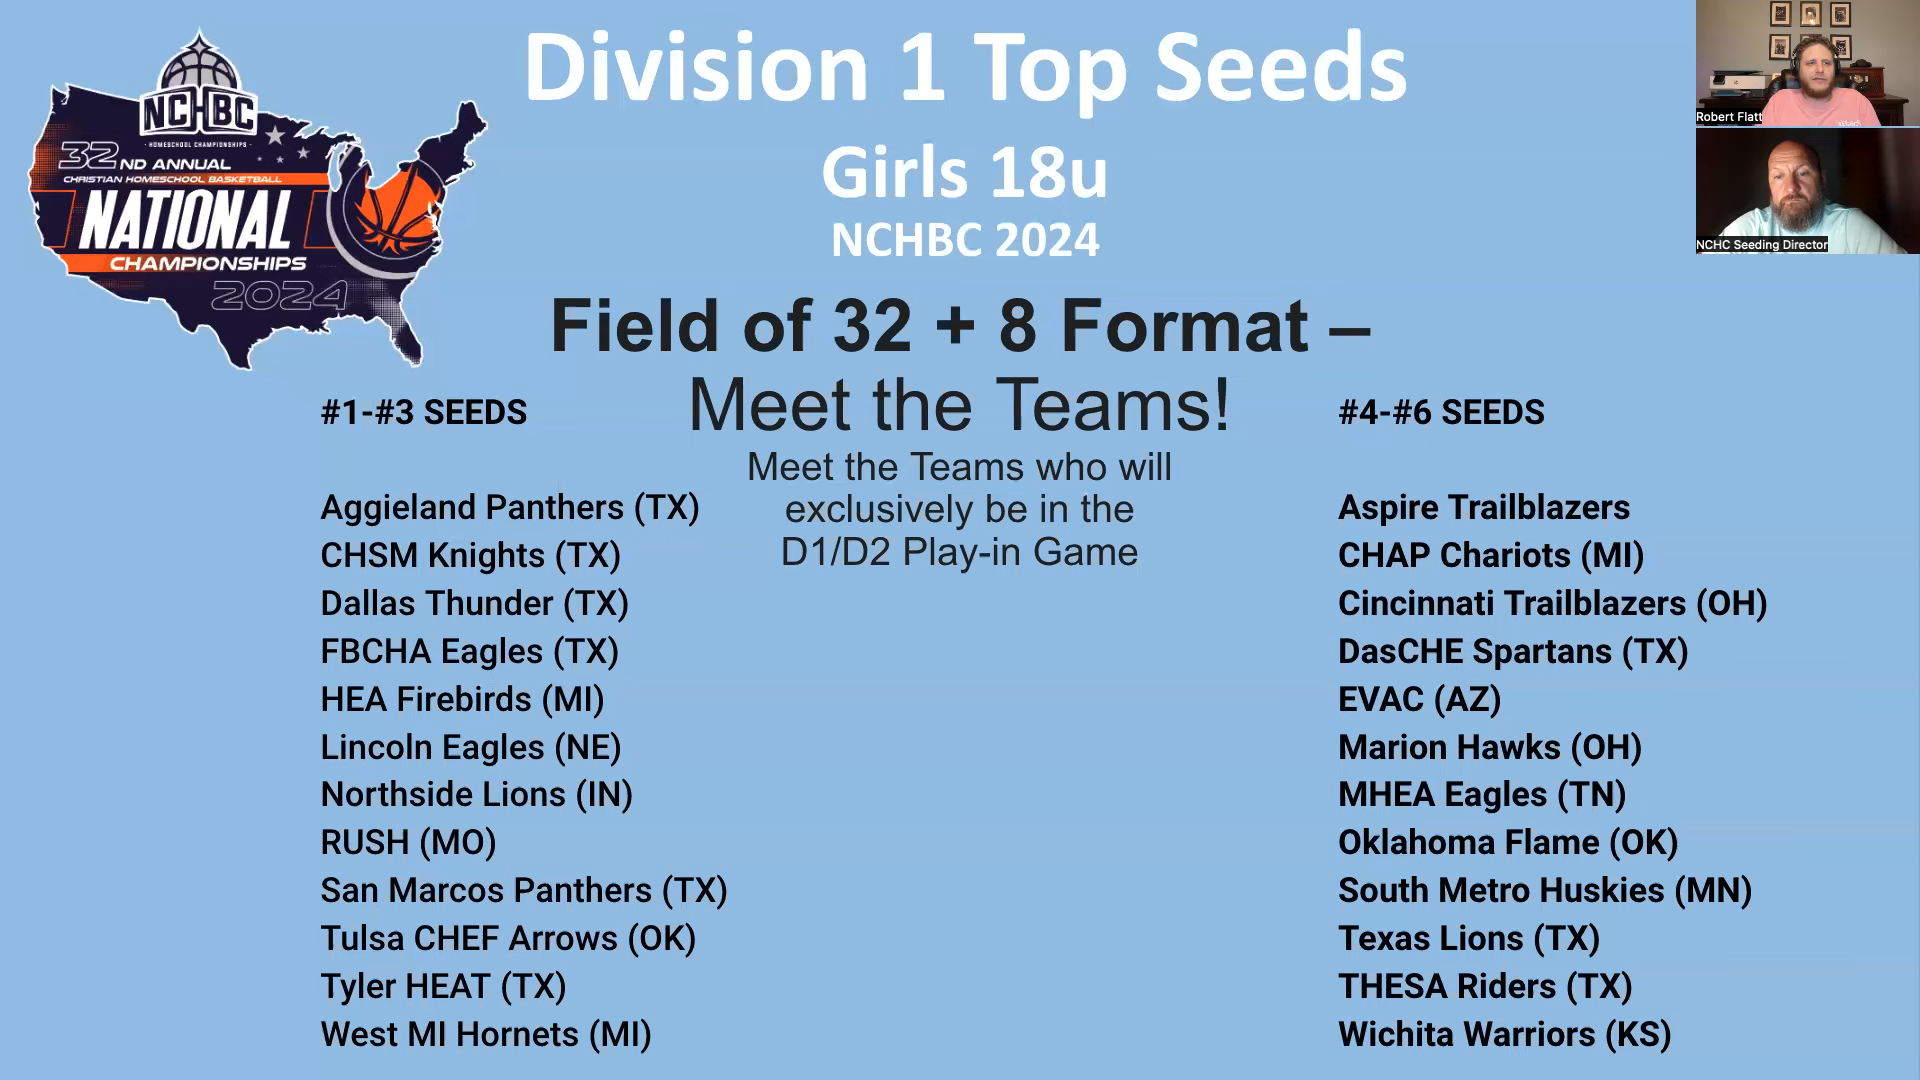 NCHBC
- HOMESCHOOL CHAMPIONSHIPS -
32ND ANNUAL
CHRISTIAN HOMESCHOOL BASKETBALL
NATIONAL
CHAMPIONSHIPS
2024
Division 1 Top Seeds
Girls 18u
NCHBC 2024
Robert Flatt
NCHC Seeding Director
Field of 32 + 8 Format –
Meet the Teams!
Meet the Teams who will
exclusively be in the
D1/D2 Play-in Game
#1-#3 SEEDS
Aggieland Panthers (TX)
CHSM Knights (TX)
Dallas Thunder (TX)
FBCHA Eagles (TX)
HEA Firebirds (MI)
Lincoln Eagles (NE)
Northside Lions (IN)
RUSH (MO)
San Marcos Panthers (TX)
Tulsa CHEF Arrows (OK)
Tyler HEAT (TX)
West MI Hornets (MI)
#4-#6 SEEDS
Aspire Trailblazers
CHAP Chariots (MI)
Cincinnati Trailblazers (OH)
DasCHE Spartans (TX)
EVAC (AZ)
Marion Hawks (OH)
MHEA Eagles (TN)
Oklahoma Flame (OK)
South Metro Huskies (MN)
Texas Lions (TX)
THESA Riders (TX)
Wichita Warriors (KS)